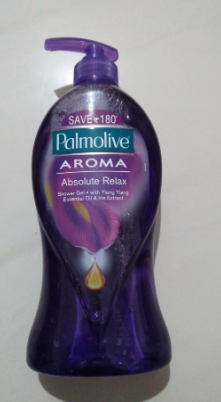 SAVE ₹180
Palmolive
AROMA
Absolute Relax
Shower Gel • with Ylang Ylang
Essential Oil & Iris Extract